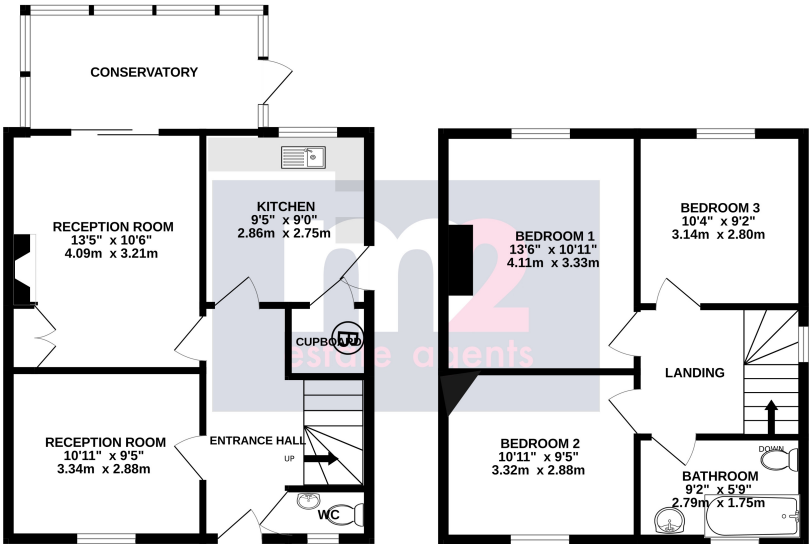 CONSERVATORY
RECEPTION ROOM
13'5" x 10'6"
4.09m x 3.21m
KITCHEN
9'5" x 9'0"
2.86m x 2.75m
CUPBOARD
B
RECEPTION ROOM
10'11" x 9'5"
3.34m x 2.88m
ENTRANCE HALL
UP
WC
BEDROOM 1
13'6" x 10'11"
4.11m x 3.33m
BEDROOM 3
10'4" x 9'2"
3.14m x 2.80m
LANDING
BEDROOM 2
10'11" x 9'5"
3.32m x 2.88m
DOWN
BATHROOM
9'2" x 5'9"
2.79m x 1.75m
m2
estate agents